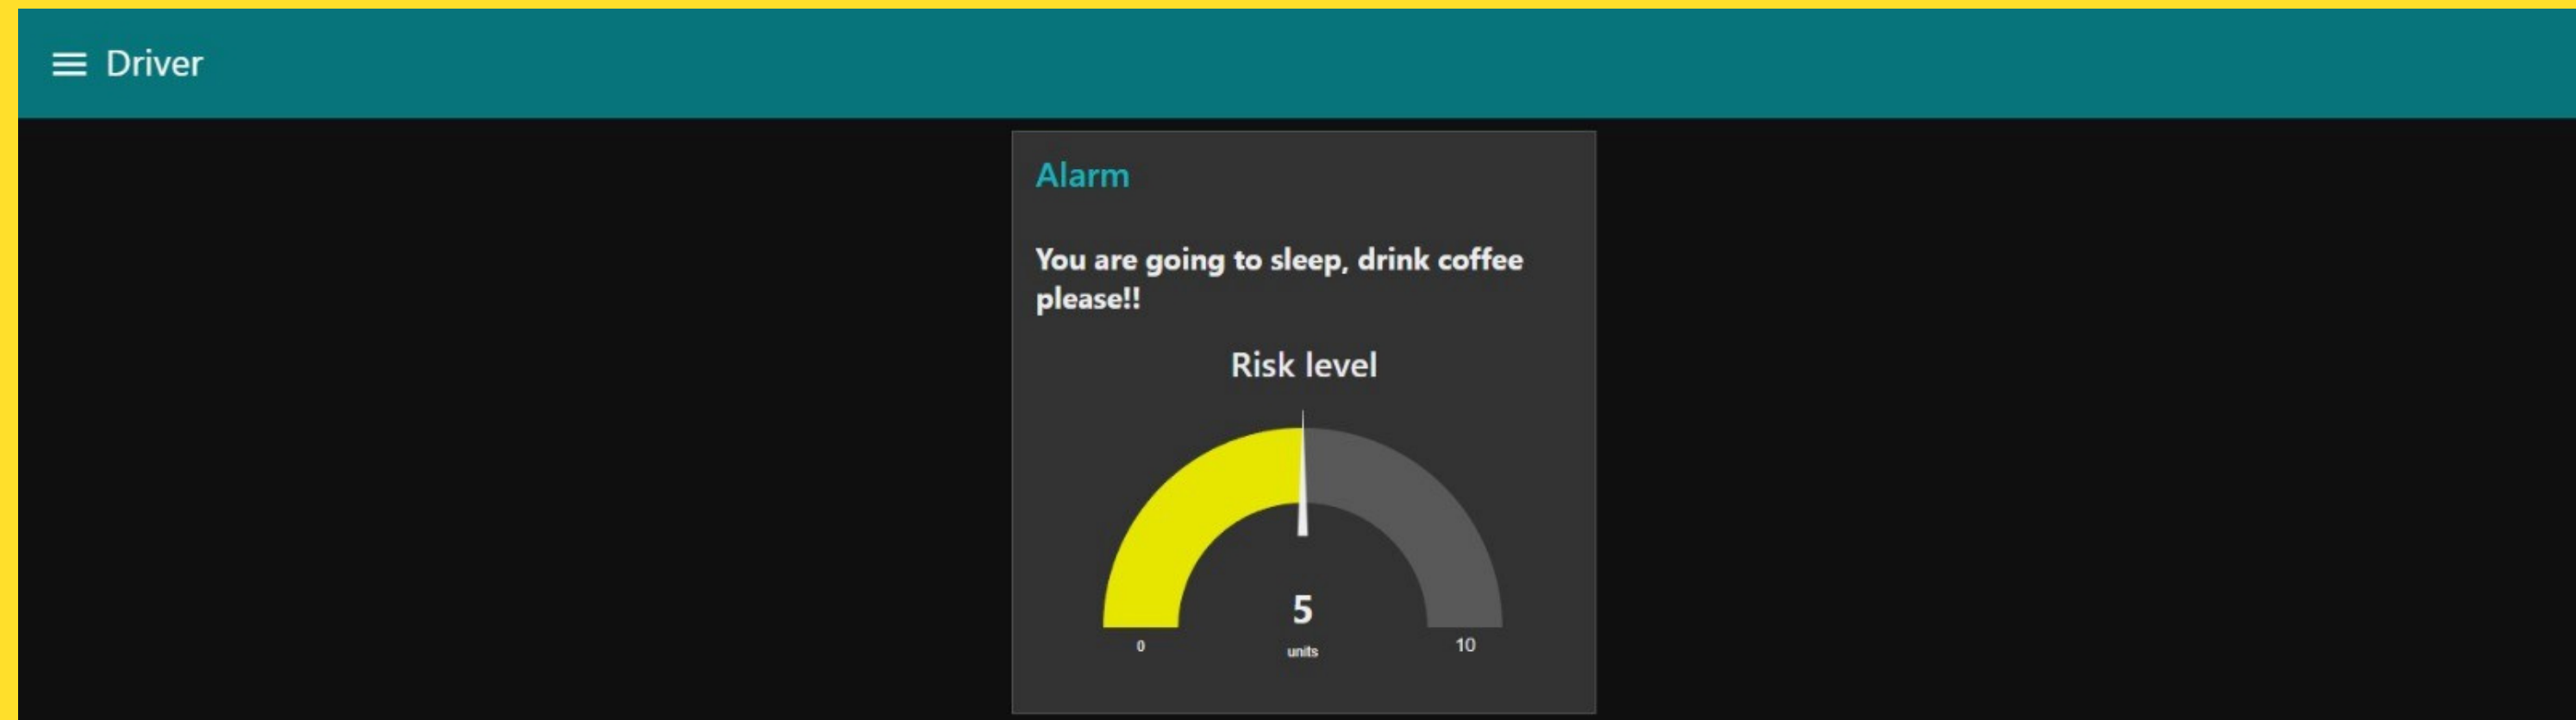 Driver
Alarm
You are going to sleep, drink coffee
please!!
Risk level
5
0
units
10